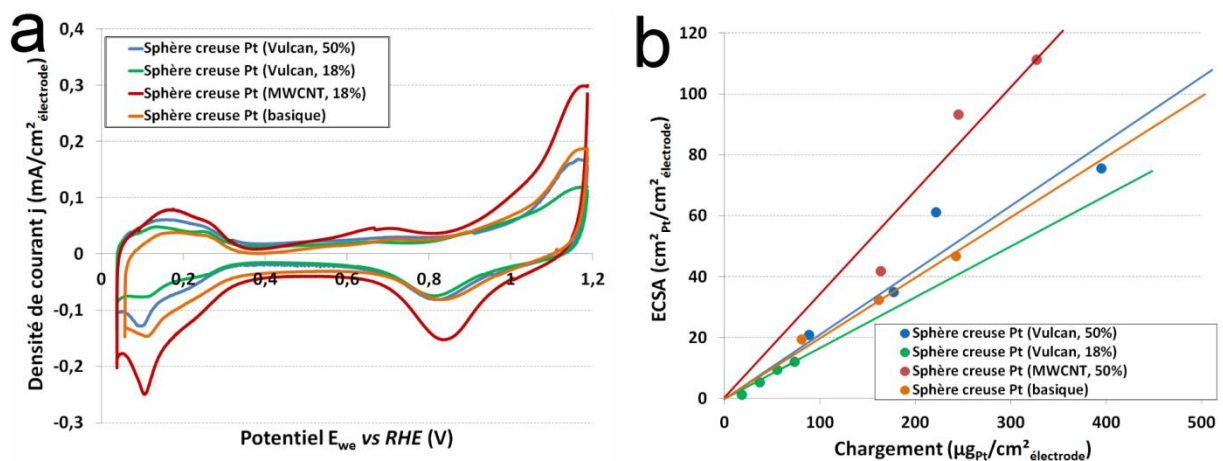 a
0,4
0,3
0,2
0,1
0
-0,1
-0,2
-0,3
0
0,2
0,4
0,6
0,8
1
1,2
Densité de courant j (mA/cm²électrode)
Potiel Ewe vs RHE (V)
Sphère creuse Pt (Vulcan, 50%)
Sphère creuse Pt (Vulcan, 18%)
Sphère creuse Pt (MWCNT, 18%)
Sphère creuse Pt (basique)
b
120
100
80
60
40
20
0
0
100
200
300
400
500
ECSA (cm²Pt/cm²électrode)
Chargement (µgPt/cm²électrode)
Sphère creuse Pt (Vulcan, 50%)
Sphère creuse Pt (Vulcan, 18%)
Sphère creuse Pt (MWCNT, 50%)
Sphère creuse Pt (basique)